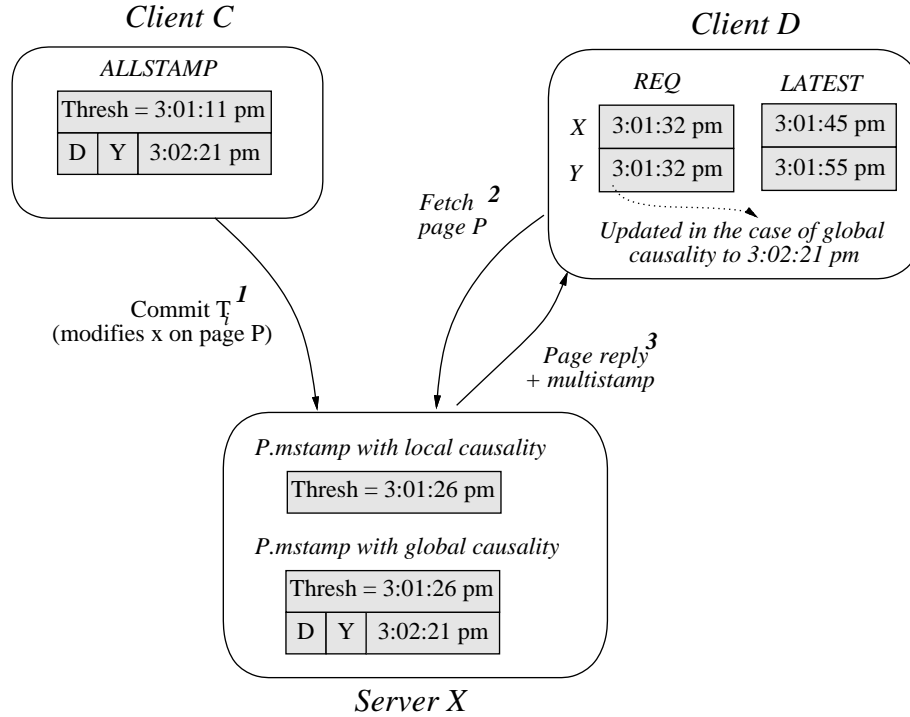 Client C
ALLSTAMP
Thresh = 3:01:11 pm
D Y 3:02:21 pm
Client D
REQ LATEST
X 3:01:32 pm 3:01:45 pm
Y 3:01:32 pm 3:01:55 pm
Updated in the case of global
causality to 3:02:21 pm
Commit Ti 1
(modifies x on page P)
Fetch 2
page P
Page reply 3
+ multistamp
P.mstamp with local causality
Thresh = 3:01:26 pm
P.mstamp with global causality
Thresh = 3:01:26 pm
D Y 3:02:21 pm
Server X